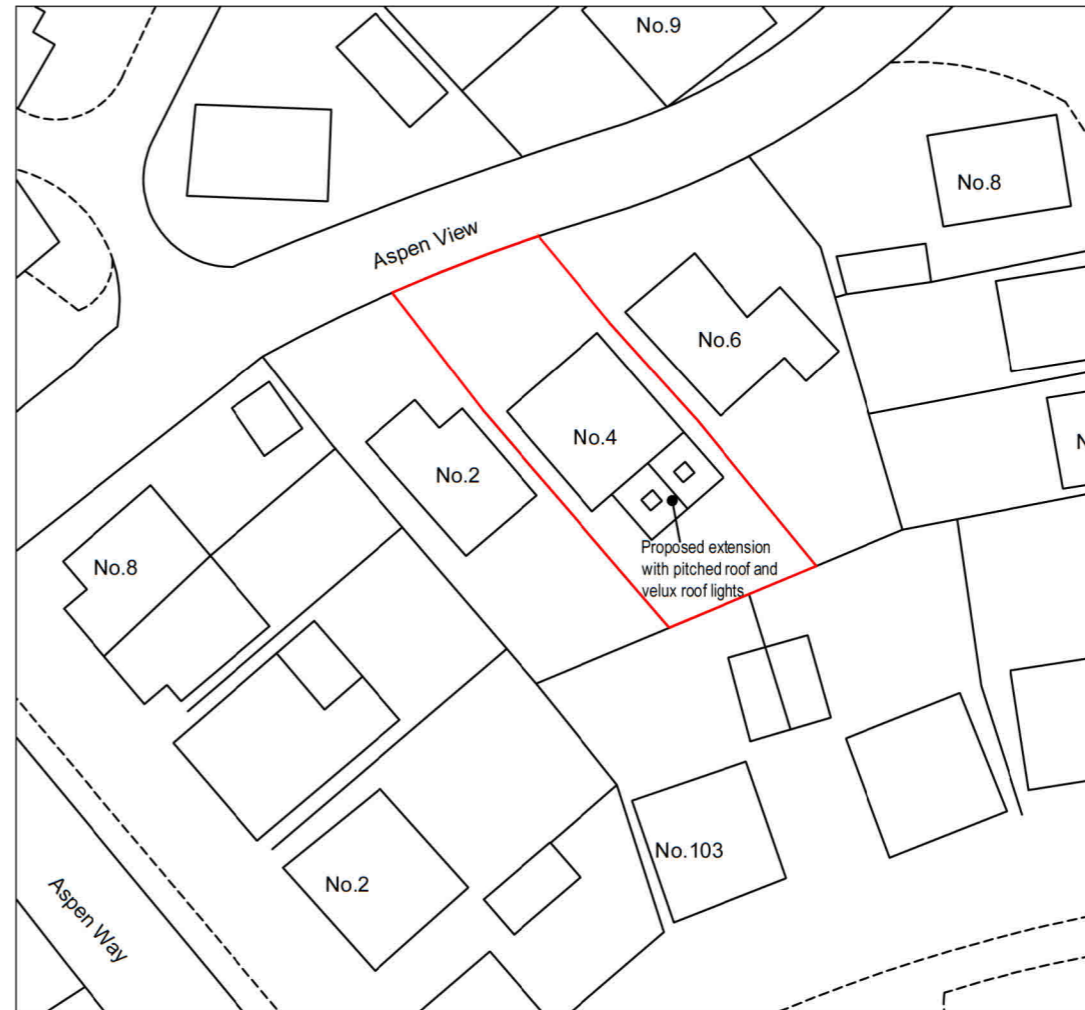 No.9
No.8
Aspen View
No.6
No.4
No.2
Proposed extension
with pitched roof and
velux roof lights
No.8
No.103
No.2
Aspen Way